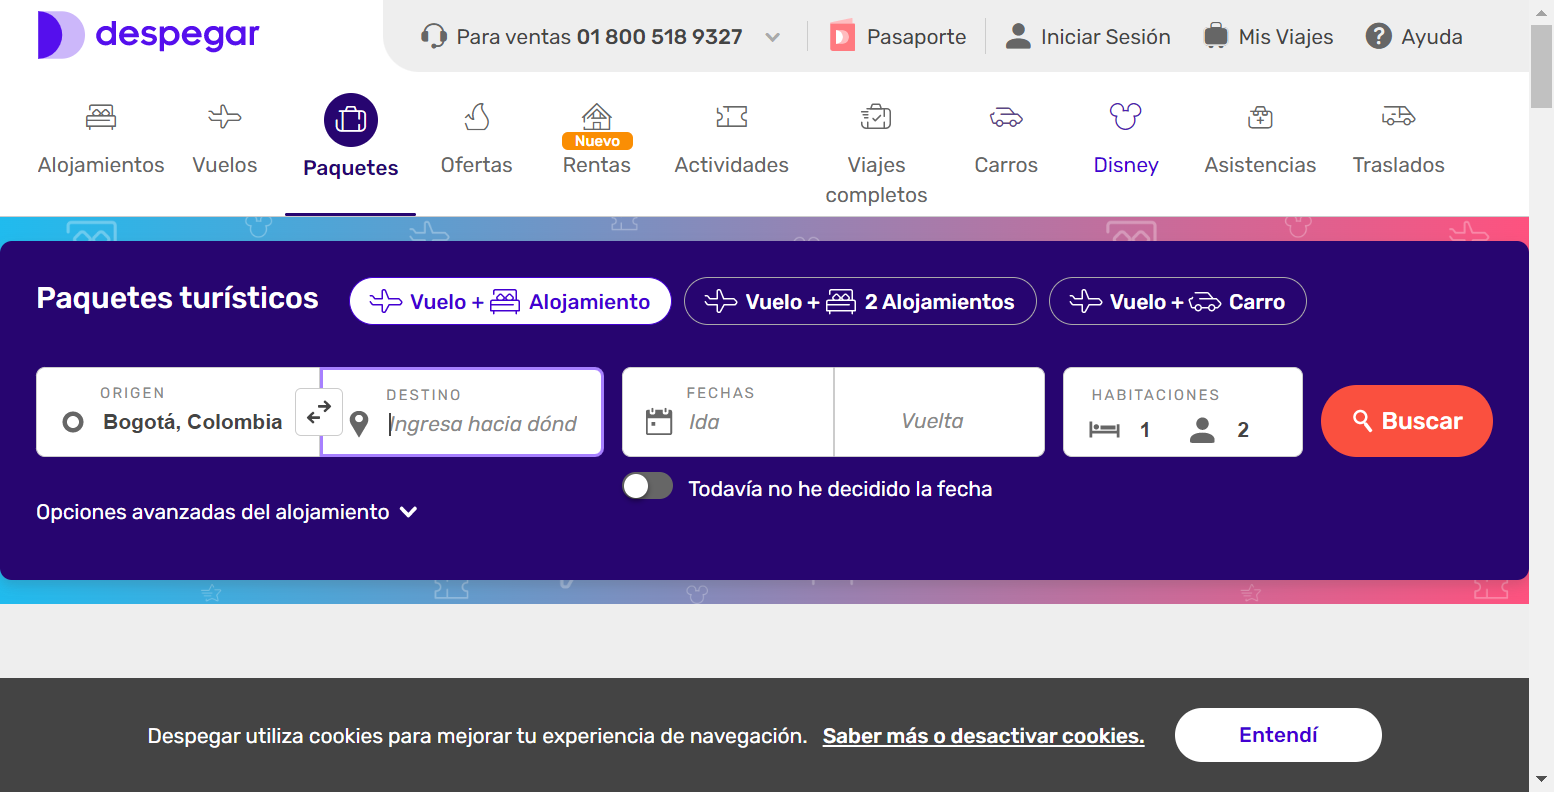 despegar
Para ventas 01 800 518 9327
Pasaporte
Iniciar Sesión
Mis Viajes
Ayuda
Alojamientos
Vuelos
Paquetes
Ofertas
Nuevo
Rentas
Actividades
Viajes
completos
Carros
Disney
Asistencias
Traslados
Paquetes turísticos
Vuelo + Alojamiento
Vuelo + 2 Alojamientos
Vuelo + Carro
ORIGEN
Bogotá, Colombia
DESTINO
Ingresa hacia dónd
FECHAS
Ida
Vuelta
HABITACIONES
1
2
Buscar
Todavía no he decidido la fecha
Opciones avanzadas del alojamiento
Despegar utiliza cookies para mejorar tu experiencia de navegación. Saber más o desactivar cookies.
Entendí